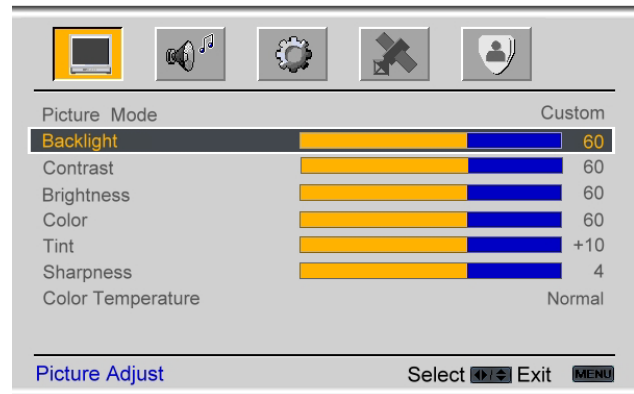 Picture Mode Custom
Backlight 60
Contrast 60
Brightness 60
Color 60
Tint +10
Sharpness 4
Color Temperature Normal
Picture Adjust Select Exit MENU